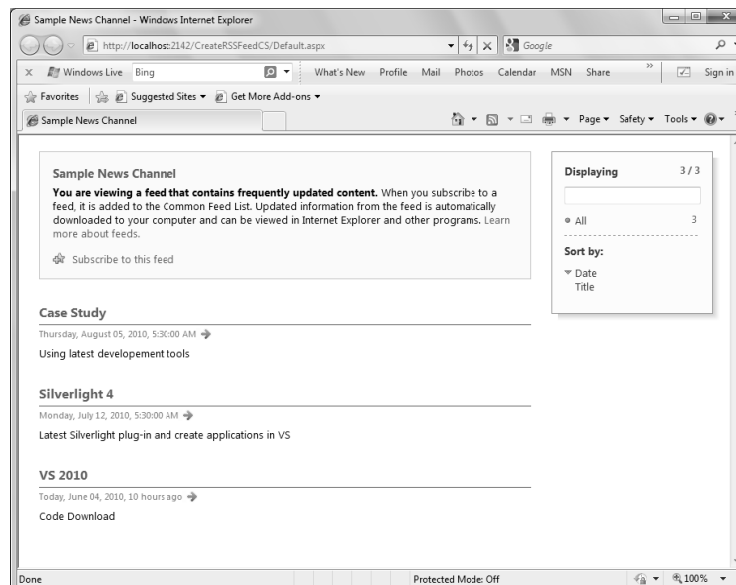 Sample News Channel - Windows Internet Explorer
http://localhost:2142/CreateRSSFeedCS/Default.aspx
Google
x Windows Live Bing What's New Profile Mail Photos Calendar MSN Share » Sign in
Favorites Suggested Sites Get More Add-ons
Sample News Channel Page Safety Tools
Sample News Channel
You are viewing a feed that contains frequently updated content. When you subscribe to a
feed, it is added to the Common Feed List. Updated information from the feed is automatically
downloaded to your computer and can be viewed in Internet Explorer and other programs. Learn
more about feeds.
Subscribe to this feed
Displaying 3 / 3
All 3
Sort by:
Date
Title
Case Study
Thursday, August 05, 2010, 5:30:00 AM
Using latest developement tools
Silverlight 4
Monday, July 12, 2010, 5:30:00 AM
Latest Silverlight plug-in and create applications in VS
VS 2010
Today, June 04, 2010, 10 hours ago
Code Download
Done Protected Mode: Off 100%